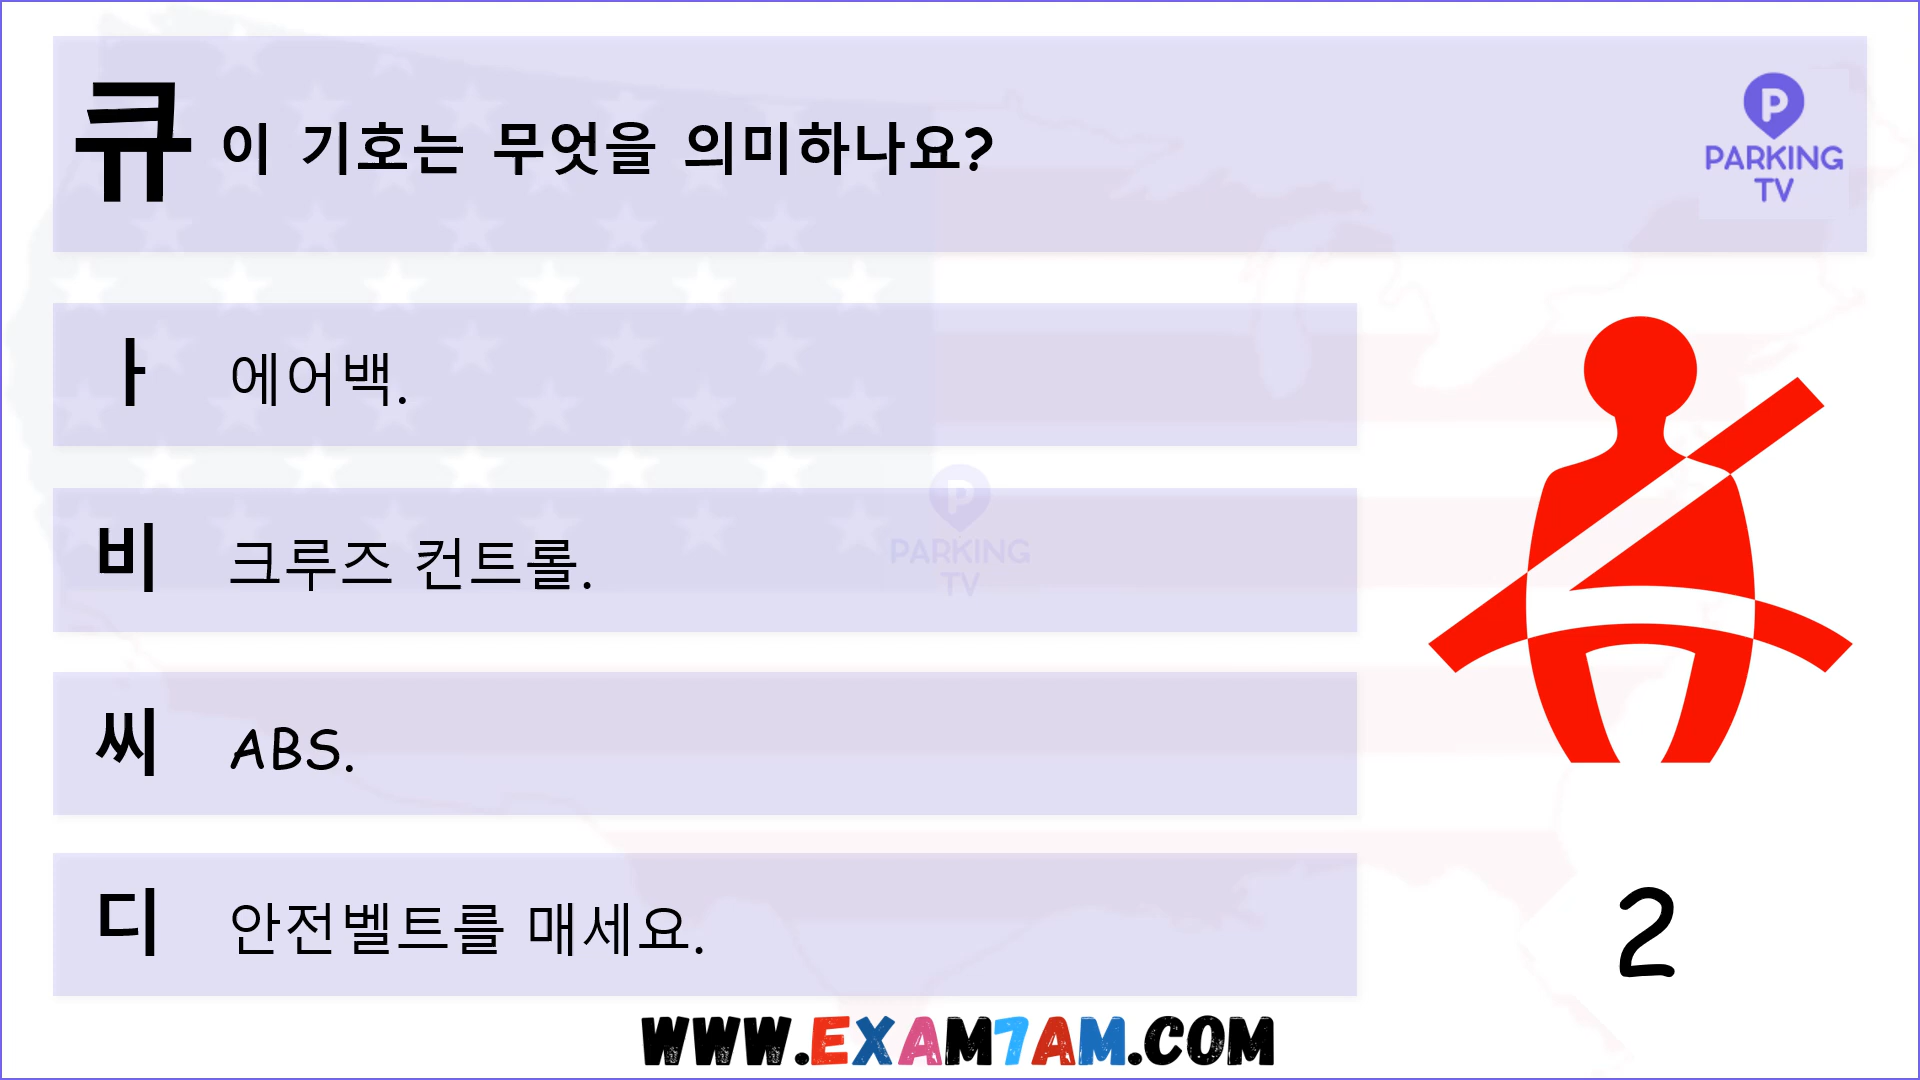 큐 이 기호는 무엇을 의미하나요?
PARKING
TV
ㅏ 에어백.
비 크루즈 컨트롤.
PARKING
TV
씨 ABS.
디 안전벨트를 매세요.
2
WWW.EXAM7AM.COM